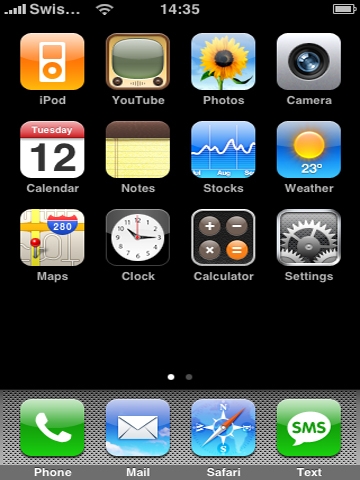 Swis... 14:35
iPod YouTube Photos Camera
Tuesday
12
23°
Calendar Notes Stocks Weather
280
Maps Clock Calculator Settings
SMS
Phone Mail Safari Text